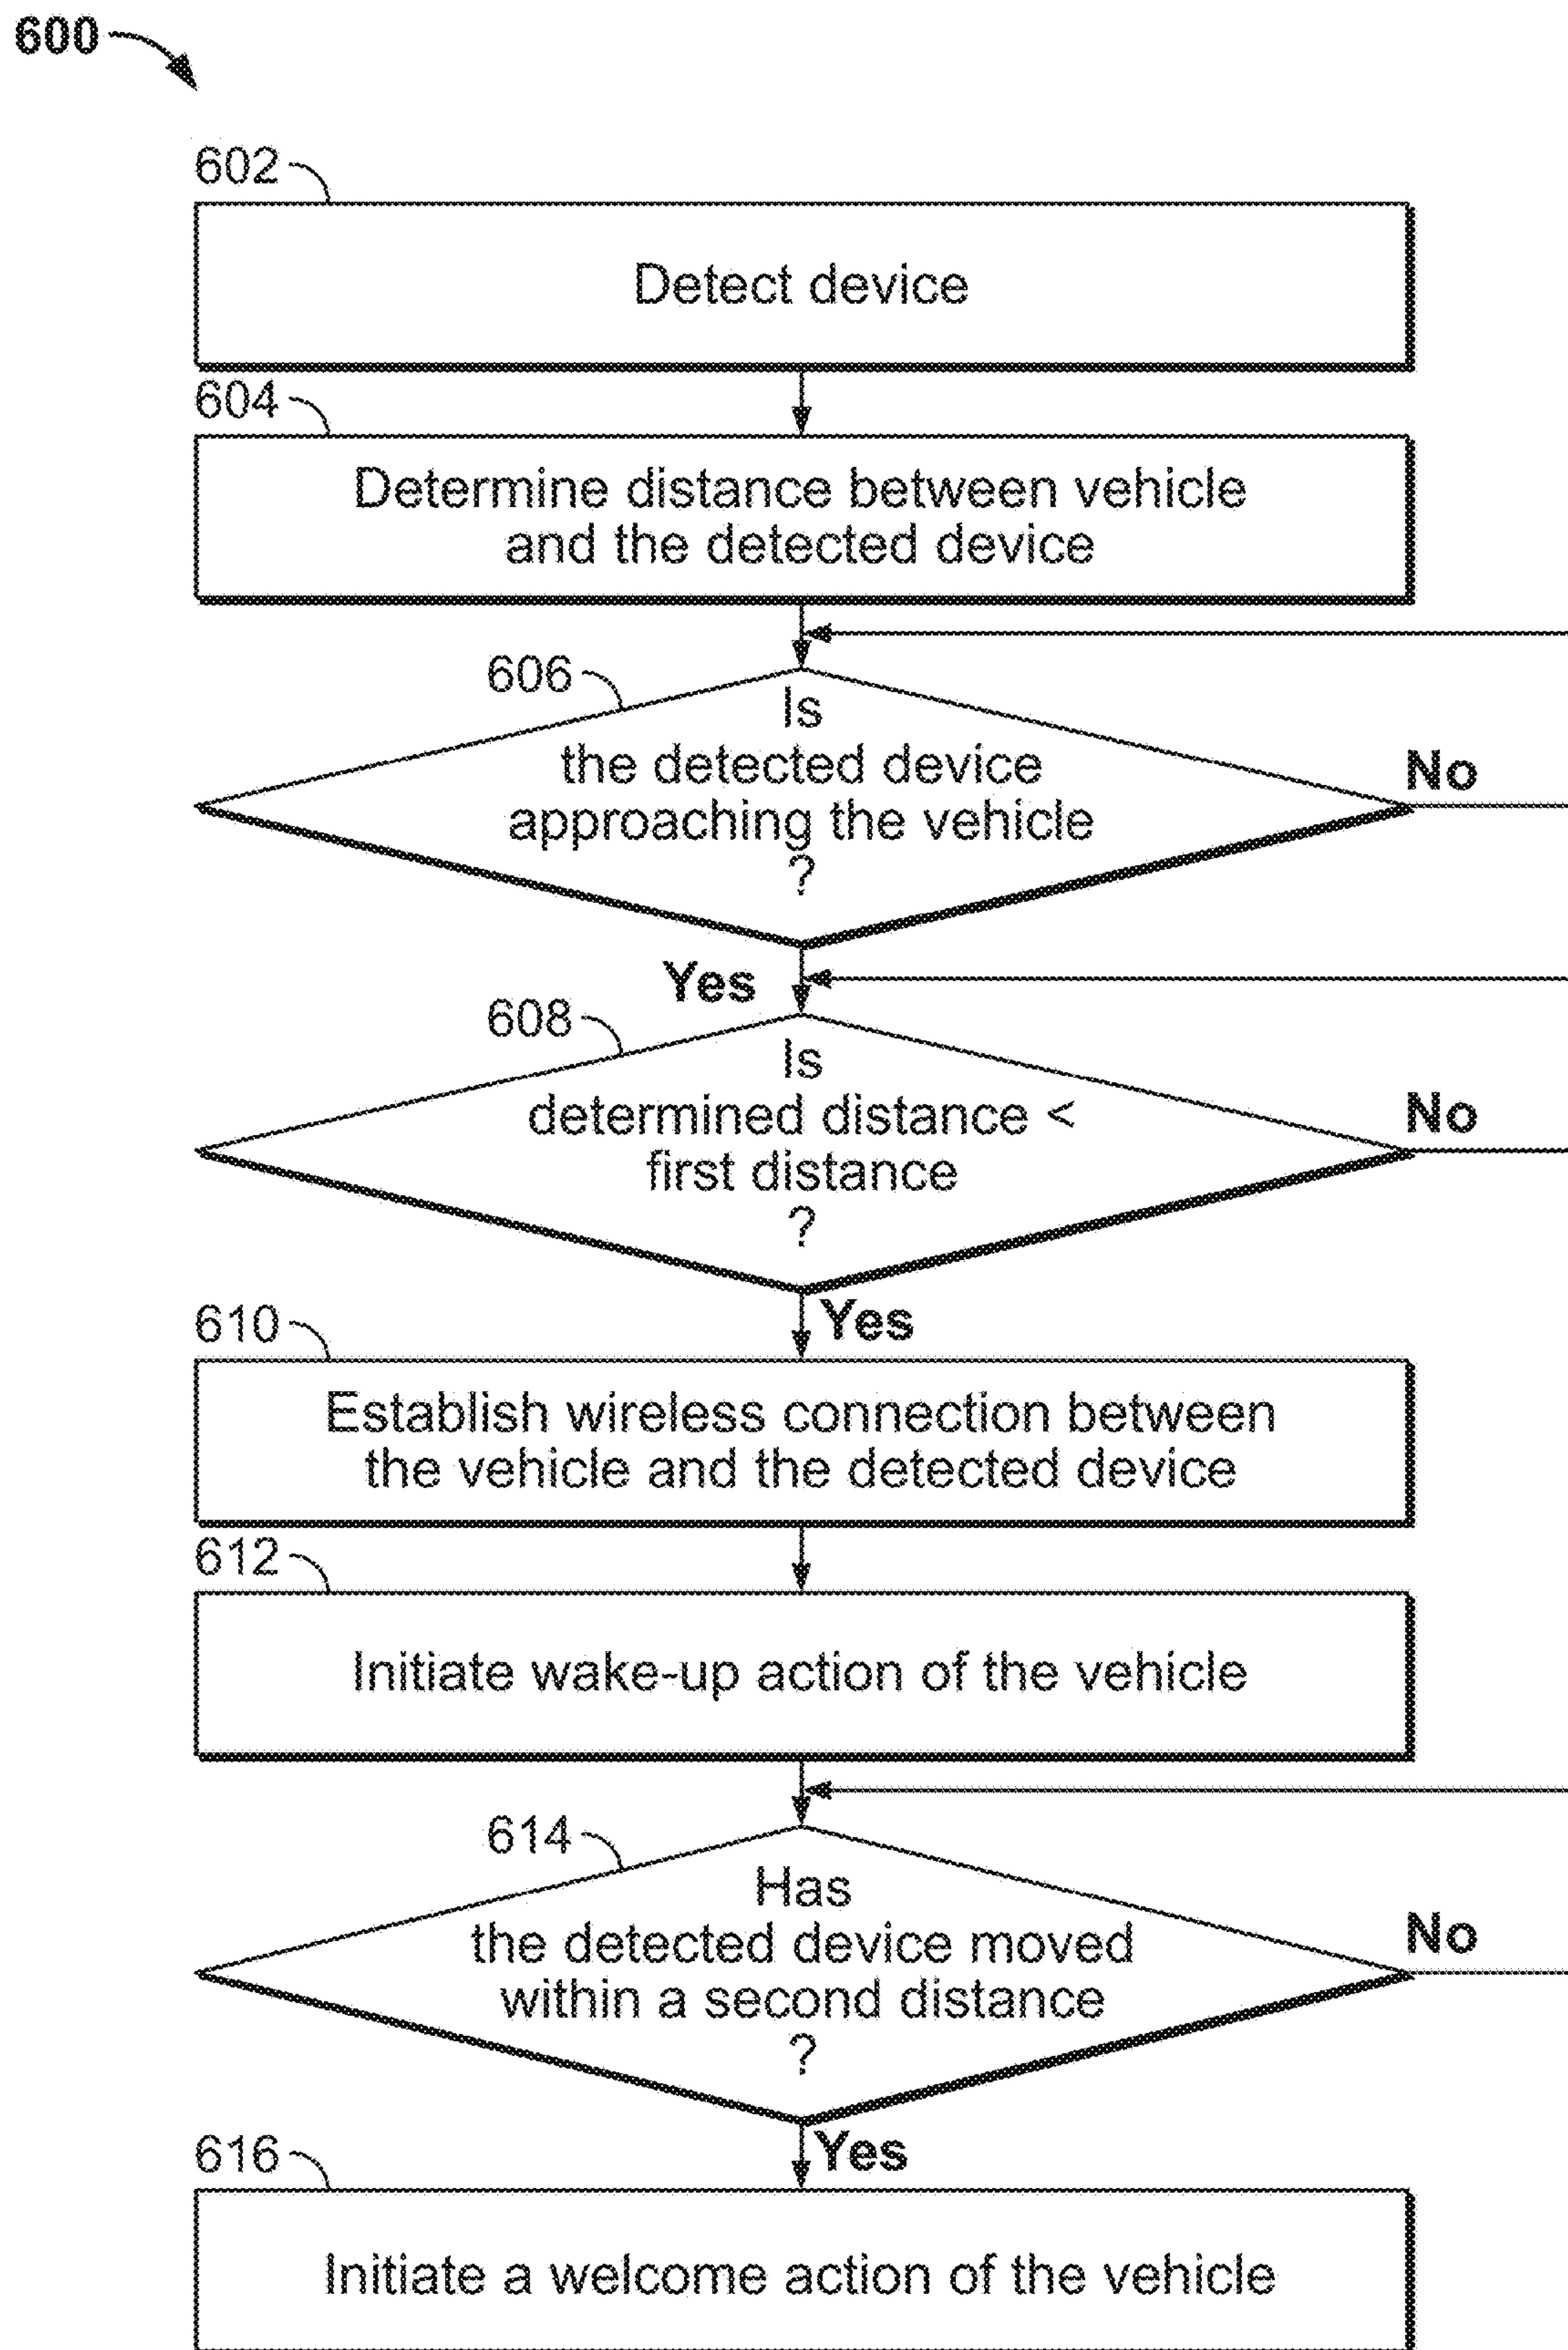 600
602
Detect device
604
Determine distance between vehicle
and the detected device
606
Is
the detected device
approaching the vehicle
?
No
Yes
608
Is
determined distance <
first distance
?
No
Yes
610
Establish wireless connection between
the vehicle and the detected device
612
Initiate wake-up action of the vehicle
614
Has
the detected device moved
within a second distance
?
No
Yes
616
Initiate a welcome action of the vehicle